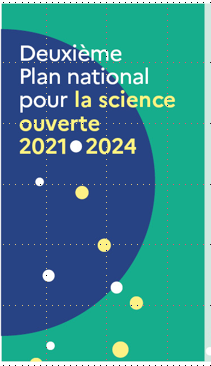 Deuxième
Plan national
pour la science
ouverte
2021●2024